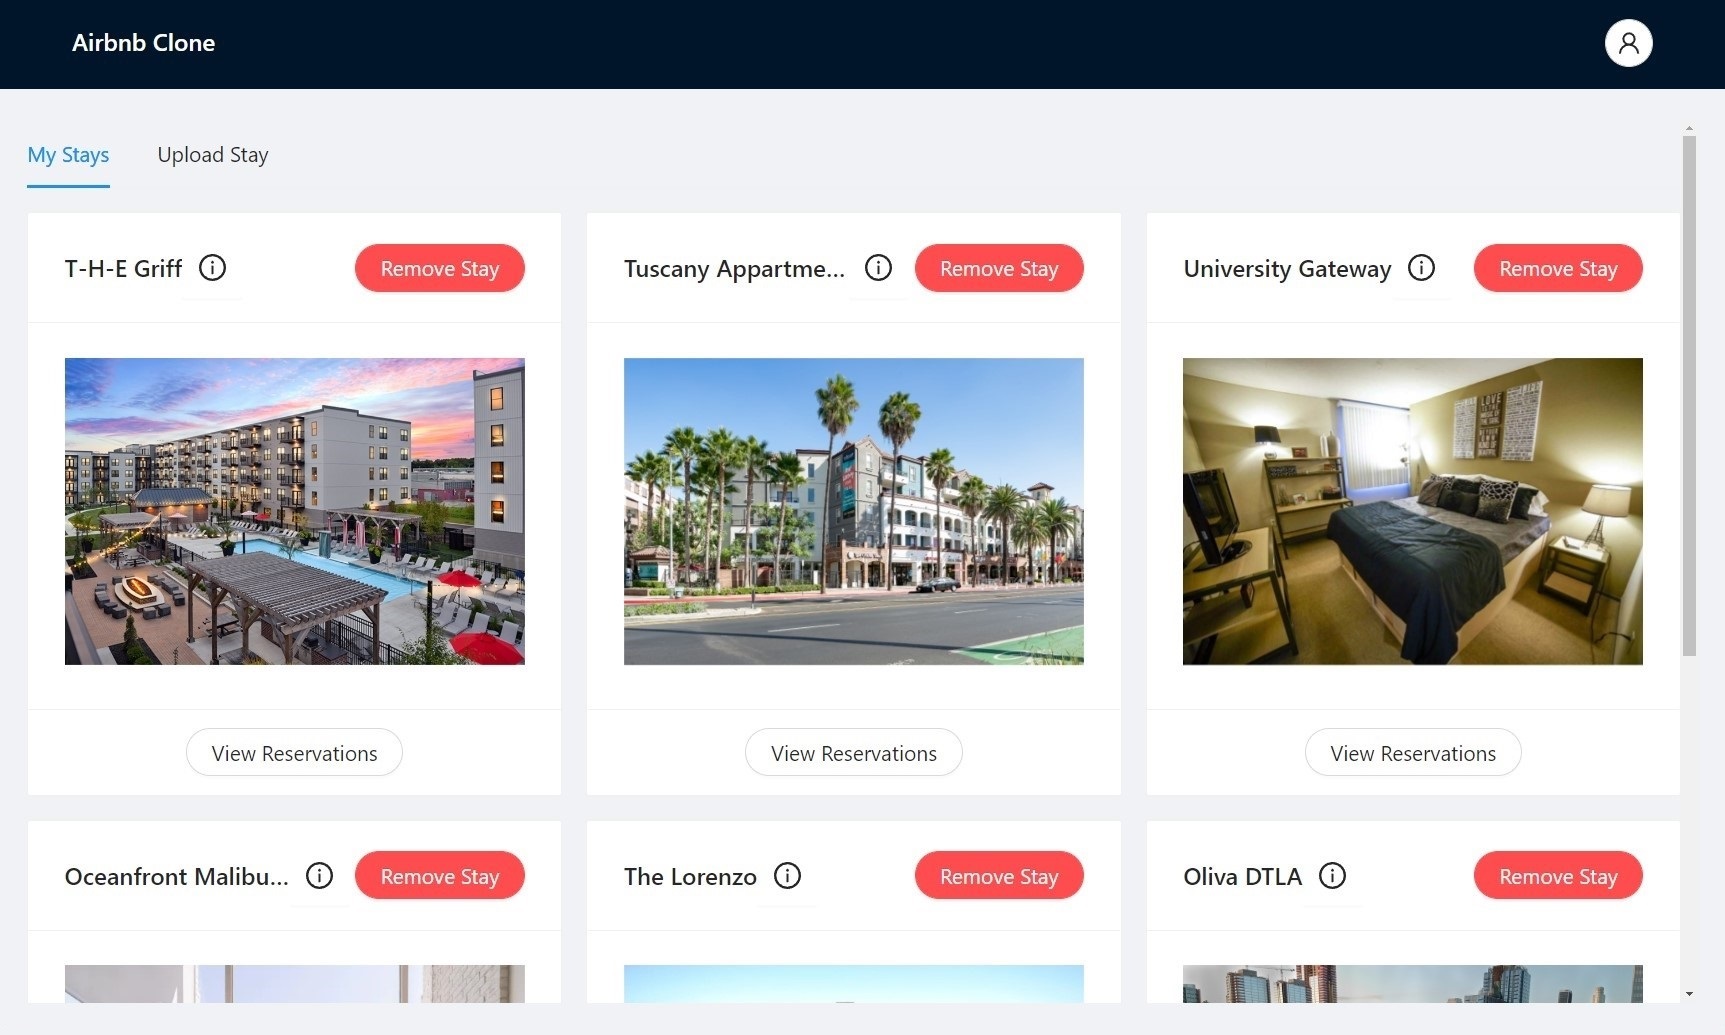 Airbnb Clone
My Stays Upload Stay
T-H-E Griff Remove Stay
Tuscany Appartme... Remove Stay
University Gateway Remove Stay
View Reservations
View Reservations
View Reservations
Oceanfront Malibu... Remove Stay
The Lorenzo Remove Stay
Oliva DTLA Remove Stay